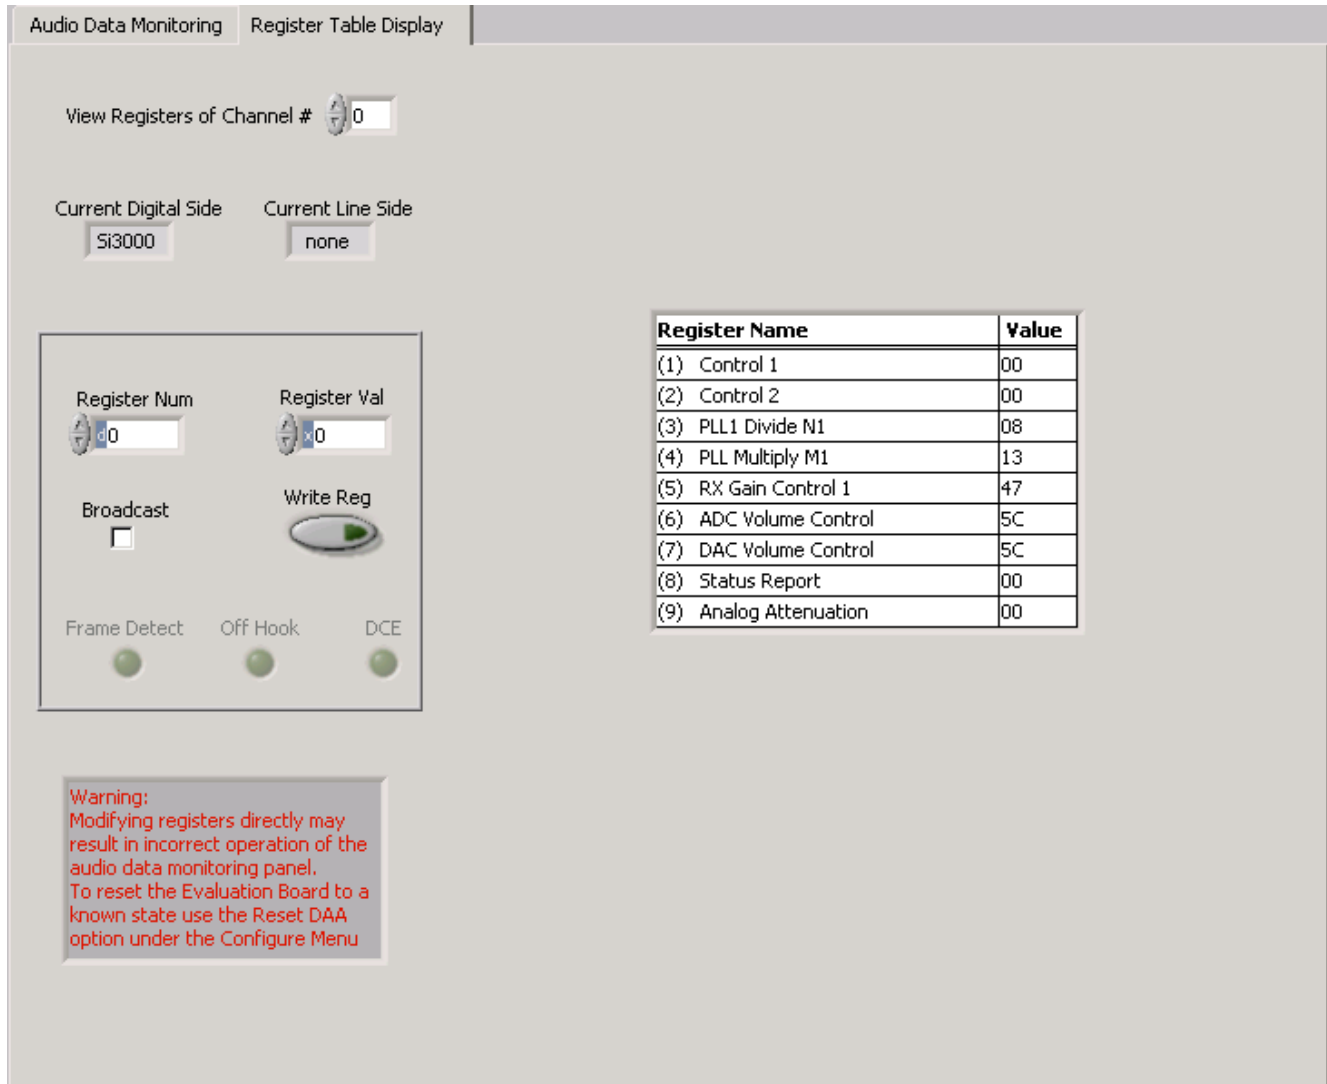 Audio Data Monitoring Register Table Display
View Registers of Channel # 0
Current Digital Side Current Line Side
Si3000 none
Register Num Register Val
d0 x0
Broadcast Write Reg
Frame Detect Off Hook DCE
Warning:
Modifying registers directly may
result in incorrect operation of the
audio data monitoring panel.
To reset the Evaluation Board to a
known state use the Reset DAA
option under the Configure Menu
Register Name Value
(1) Control 1 00
(2) Control 2 00
(3) PLL1 Divide N1 08
(4) PLL Multiply M1 13
(5) RX Gain Control 1 47
(6) ADC Volume Control 5C
(7) DAC Volume Control 5C
(8) Status Report 00
(9) Analog Attenuation 00